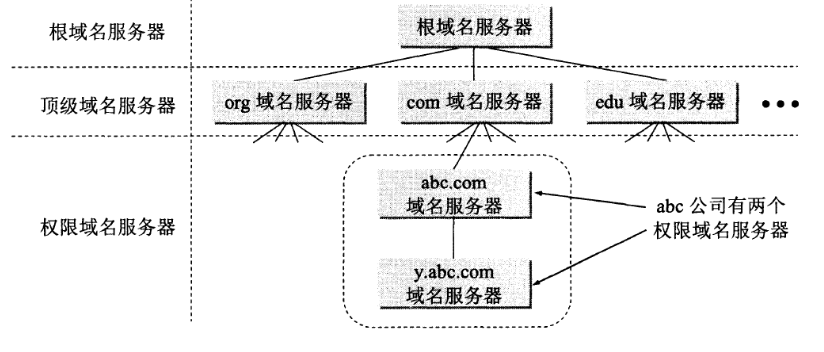 根域名服务器
根域名服务器
顶级域名服务器
org 域名服务器
com 域名服务器
edu 域名服务器
•••
权限域名服务器
abc.com
域名服务器
abc 公司有两个
权限域名服务器
y.abc.com
域名服务器